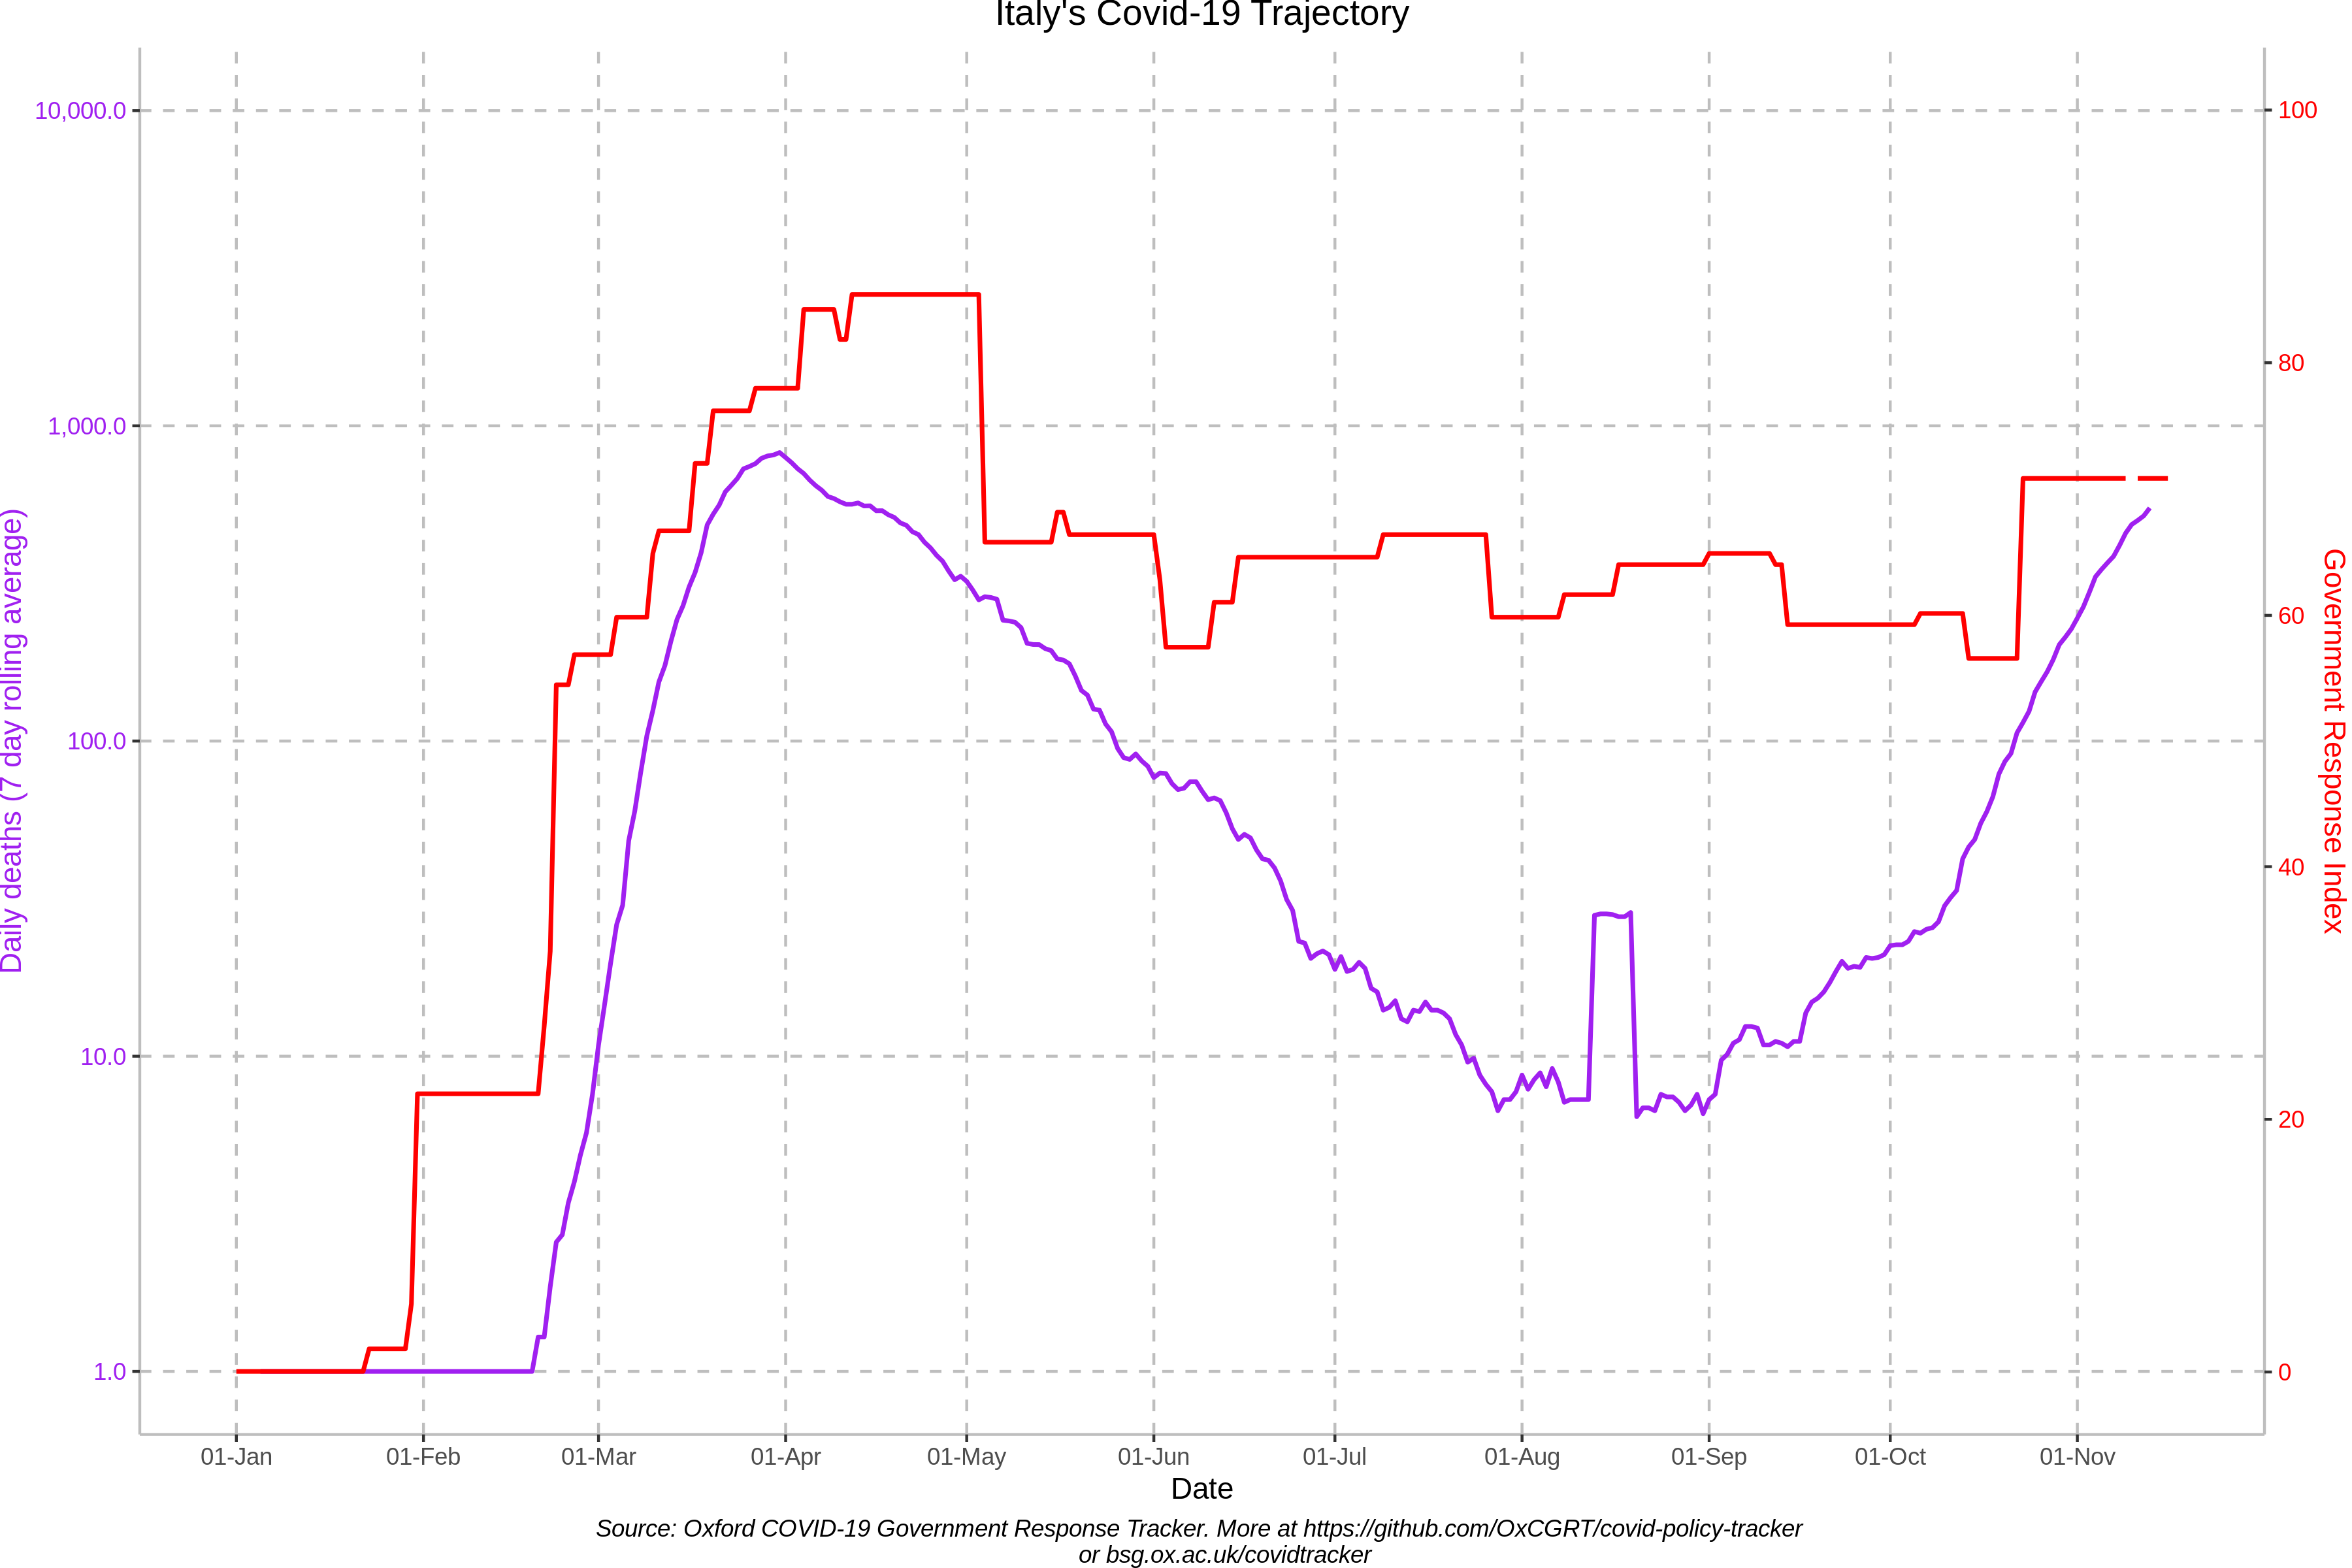 Italy's Covid-19 Trajectory
10,000.0
1,000.0
100.0
10.0
1.0
Daily deaths (7 day rolling average)
100
80
60
40
20
0
Government Response Index
01-Jan
01-Feb
01-Mar
01-Apr
01-May
01-Jun
01-Jul
01-Aug
01-Sep
01-Oct
01-Nov
Date
Source: Oxford COVID-19 Government Response Tracker. More at https://github.com/OxCGRT/covid-policy-tracker
or bsg.ox.ac.uk/covidtracker